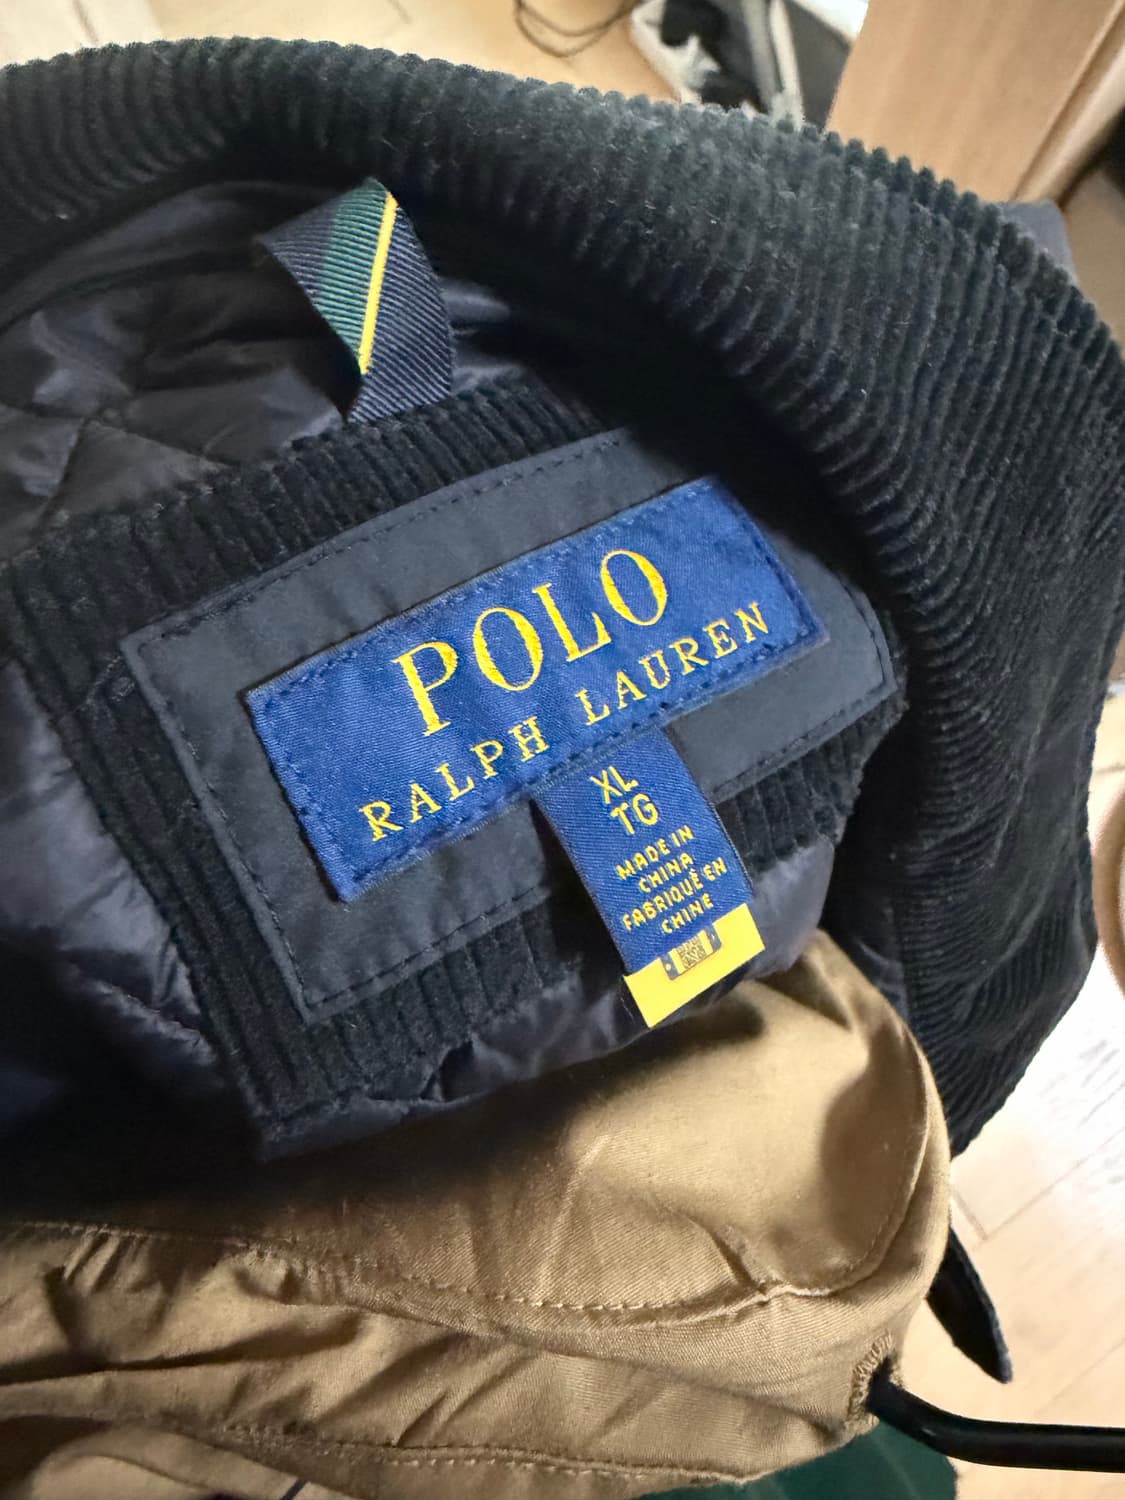 POLO
RALPH LAUREN
XL
TG
MADE IN
CHINA
FABRIQUÉ EN
CHINE